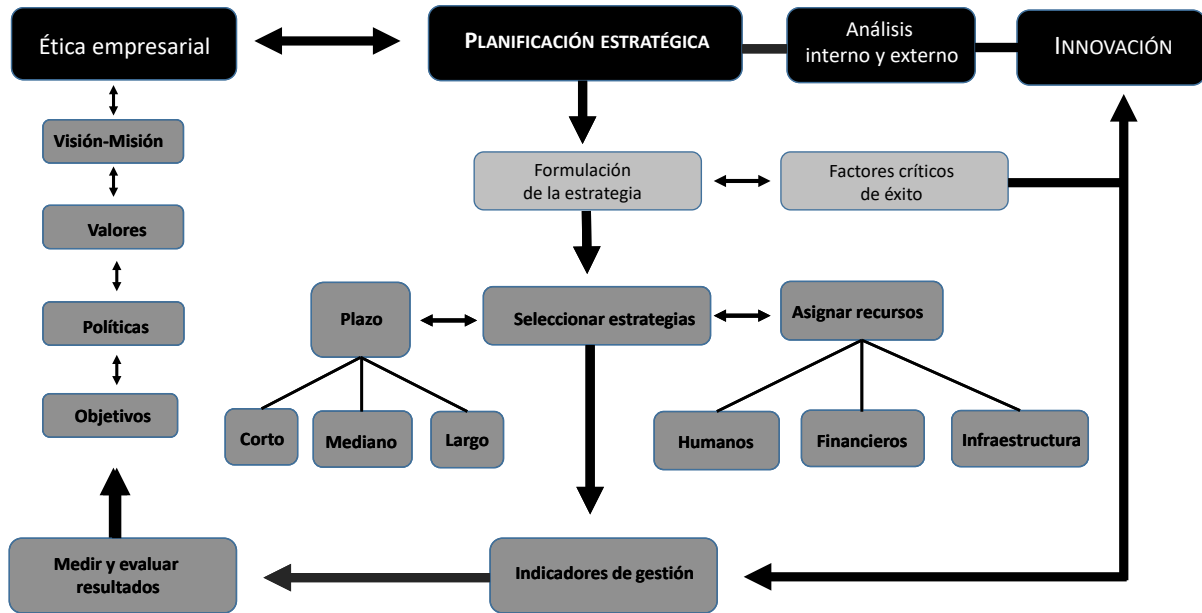 Ética empresarial
PLANIFICACIÓN ESTRATÉGICA
Análisis
interno y externo
INNOVACIÓN
Visión-Misión
Valores
Políticas
Objetivos
Formulación
de la estrategia
Factores críticos
de éxito
Plazo
Seleccionar estrategias
Asignar recursos
Corto
Mediano
Largo
Humanos
Financieros
Infraestructura
Medir y evaluar
resultados
Indicadores de gestión